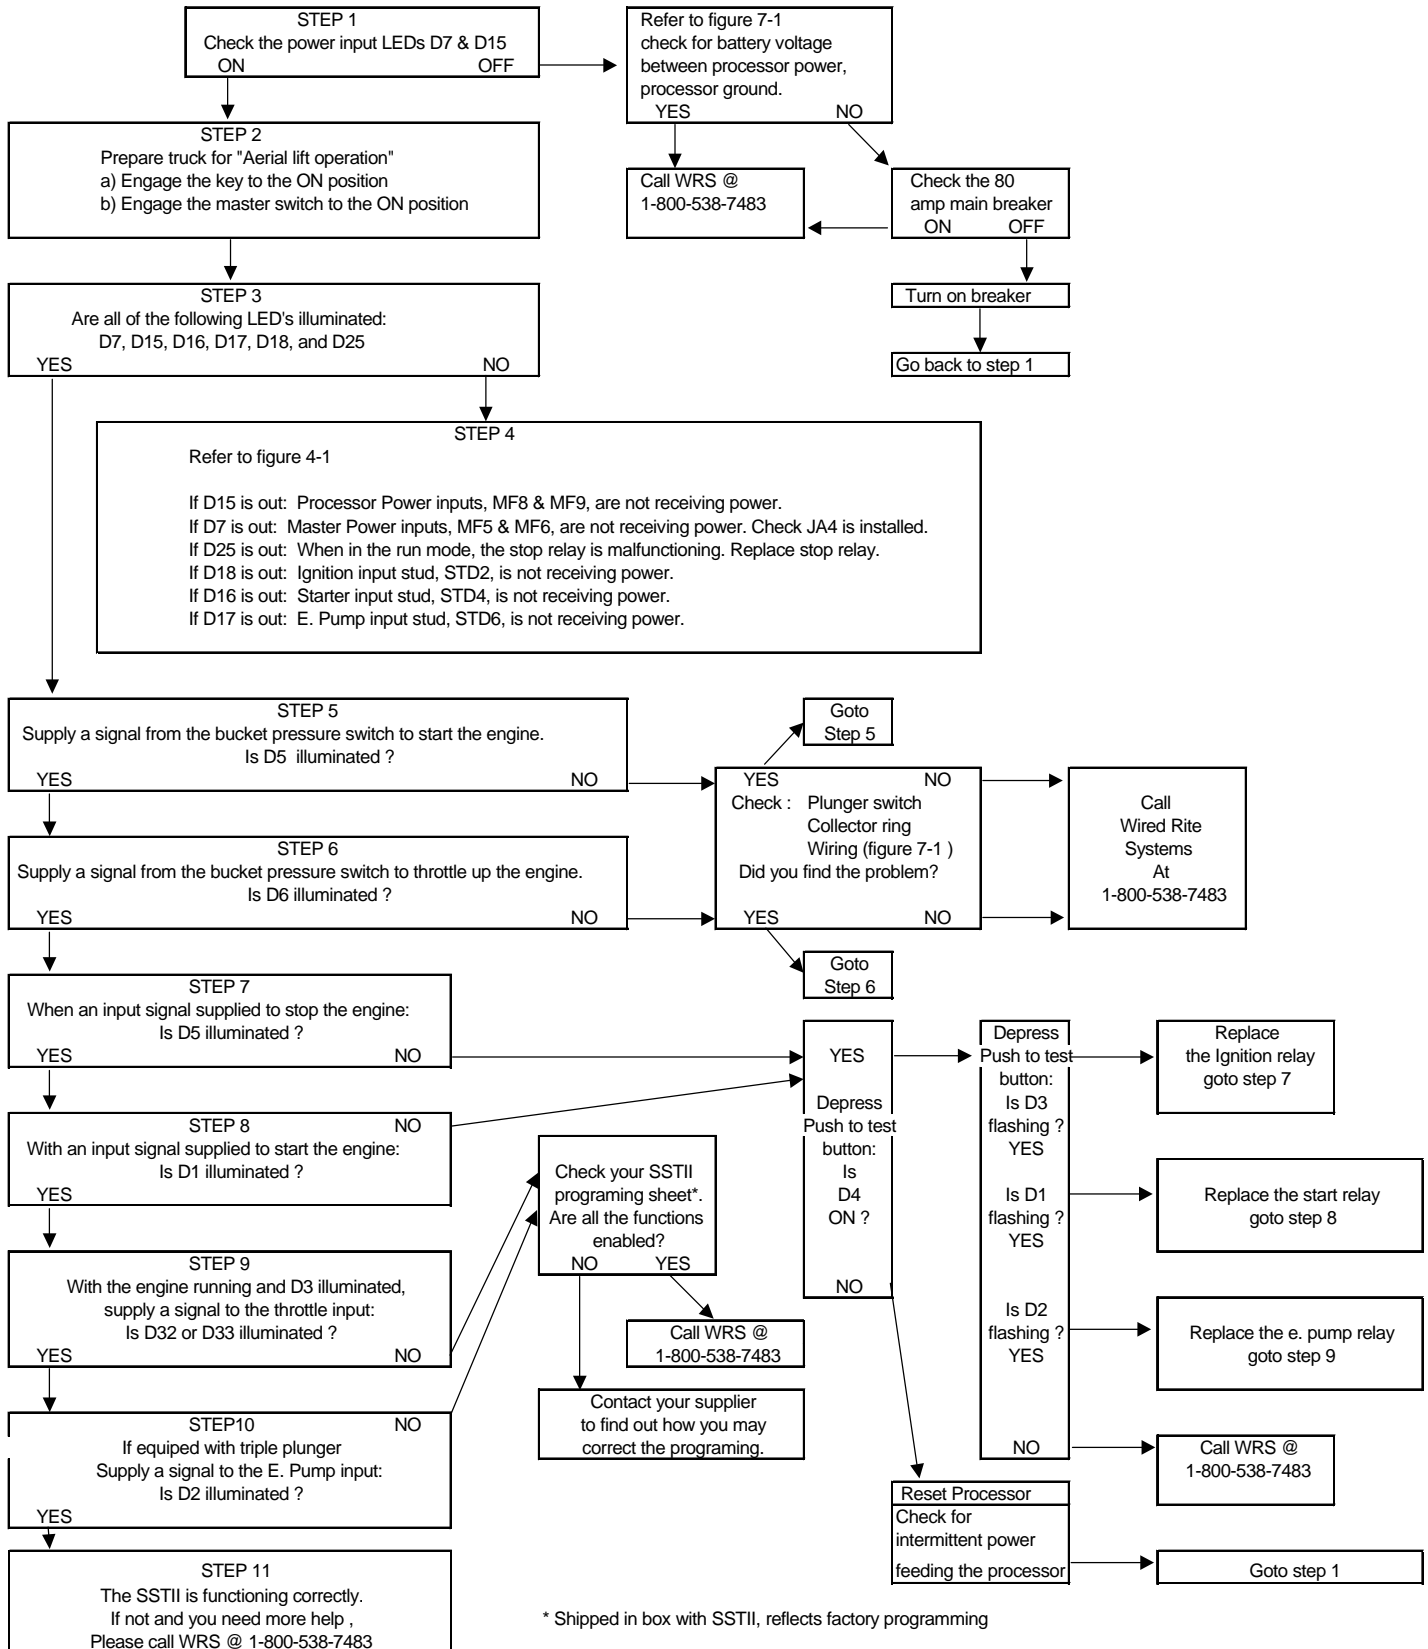 STEP 1
Check the power input LEDs D7 & D15
ON OFF
Refer to figure 7-1
check for battery voltage
between processor power,
processor ground.
YES NO
STEP 2
Prepare truck for "Aerial lift operation"
a) Engage the key to the ON position
b) Engage the master switch to the ON position
Call WRS @
1-800-538-7483
Check the 80
amp main breaker
ON OFF
Turn on breaker
Go back to step 1
STEP 3
Are all of the following LED's illuminated:
D7, D15, D16, D17, D18, and D25
YES NO
STEP 4
Refer to figure 4-1
If D15 is out: Processor Power inputs, MF8 & MF9, are not receiving power.
If D7 is out: Master Power inputs, MF5 & MF6, are not receiving power. Check JA4 is installed.
If D25 is out: When in the run mode, the stop relay is malfunctioning. Replace stop relay.
If D18 is out: Ignition input stud, STD2, is not receiving power.
If D16 is out: Starter input stud, STD4, is not receiving power.
If D17 is out: E. Pump input stud, STD6, is not receiving power.
STEP 5
Supply a signal from the bucket pressure switch to start the engine.
Is D5 illuminated ?
YES NO
Goto
Step 5
YES NO
Check : Plunger switch
Collector ring
Wiring (figure 7-1 )
Did you find the problem?
YES NO
Call
Wired Rite
Systems
At
1-800-538-7483
STEP 6
Supply a signal from the bucket pressure switch to throttle up the engine.
Is D6 illuminated ?
YES NO
Goto
Step 6
STEP 7
When an input signal supplied to stop the engine:
Is D5 illuminated ?
YES NO
STEP 8 NO
With an input signal supplied to start the engine:
Is D1 illuminated ?
YES
STEP 9
With the engine running and D3 illuminated,
supply a signal to the throttle input:
Is D32 or D33 illuminated ?
YES NO
STEP10 NO
If equiped with triple plunger
Supply a signal to the E. Pump input:
Is D2 illuminated ?
YES
STEP 11
The SSTII is functioning correctly.
If not and you need more help ,
Please call WRS @ 1-800-538-7483
Check your SSTII
programing sheet*.
Are all the functions
enabled?
NO YES
Call WRS @
1-800-538-7483
Contact your supplier
to find out how you may
correct the programing.
YES
Depress
Push to test
button:
Is
D4
ON ?
NO
Depress
Push to test
button:
Is D3
flashing ?
YES
Is D1
flashing ?
YES
Is D2
flashing ?
YES
NO
Replace
the Ignition relay
goto step 7
Replace the start relay
goto step 8
Replace the e. pump relay
goto step 9
Call WRS @
1-800-538-7483
Reset Processor
Check for
intermittent power
feeding the processor
Goto step 1
* Shipped in box with SSTII, reflects factory programming